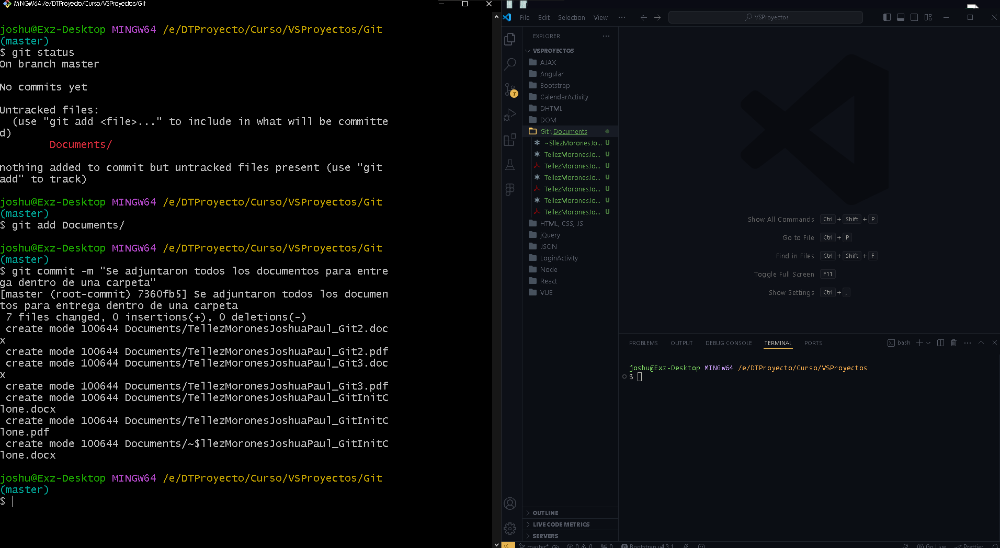 MINGW64:/e/DTProyecto/Curso/VSProyectos/Git
joshu@Exz-Desktop MINGW64 /e/DTProyecto/Curso/VSProyectos/Git
(master)
$ git status
On branch master
No commits yet
Untracked files:
(use "git add <file>..." to include in what will be committe
d)
Documents/
nothing added to commit but untracked files present (use "git
add" to track)
joshu@Exz-Desktop MINGW64 /e/DTProyecto/Curso/VSProyectos/Git
(master)
$ git add Documents/
joshu@Exz-Desktop MINGW64 /e/DTProyecto/Curso/VSProyectos/Git
(master)
$ git commit -m "Se adjuntaron todos los documentos para entre
ga dentro de una carpeta"
[master (root-commit) 7360fb5] Se adjuntaron todos los documen
tos para entrega dentro de una carpeta
7 files changed, 0 insertions(+), 0 deletions(-)
create mode 100644 Documents/TellezMoronesJoshuaPaul_Git2.doc
x
create mode 100644 Documents/TellezMoronesJoshuaPaul_Git2.pdf
create mode 100644 Documents/TellezMoronesJoshuaPaul_Git3.doc
x
create mode 100644 Documents/TellezMoronesJoshuaPaul_Git3.pdf
create mode 100644 Documents/TellezMoronesJoshuaPaul_GitInitC
lone.docx
create mode 100644 Documents/TellezMoronesJoshuaPaul_GitInitC
lone.pdf
create mode 100644 Documents/~$llezMoronesJoshuaPaul_GitInitC
lone.docx
joshu@Exz-Desktop MINGW64 /e/DTProyecto/Curso/VSProyectos/Git
(master)
$
File Edit Selection View ···
VSProyectos
EXPLORER ···
VSPROYECTOS
AJAX
Angular
Bootstrap
CalendarActivity
DHTML
DOM
Git\Documents
~$llezMoronesJo... U
TellezMoronesJo... U
TellezMoronesJo... U
TellezMoronesJo... U
TellezMoronesJo... U
TellezMoronesJo... U
TellezMoronesJo... U
HTML, CSS, JS
jQuery
JSON
LoginActivity
Node
React
VUE
7
OUTLINE
LIVE CODE METRICS
SERVERS
Show All Commands Ctrl + Shift + P
Go to File Ctrl + P
Find in Files Ctrl + Shift + F
Toggle Full Screen F11
Show Settings Ctrl + ,
PROBLEMS OUTPUT DEBUG CONSOLE TERMINAL PORTS
bash
joshu@Exz-Desktop MINGW64 /e/DTProyecto/Curso/VSProyectos
$
master* 0 0 0 Bootstrap v4.3.1 Go Live Prettier